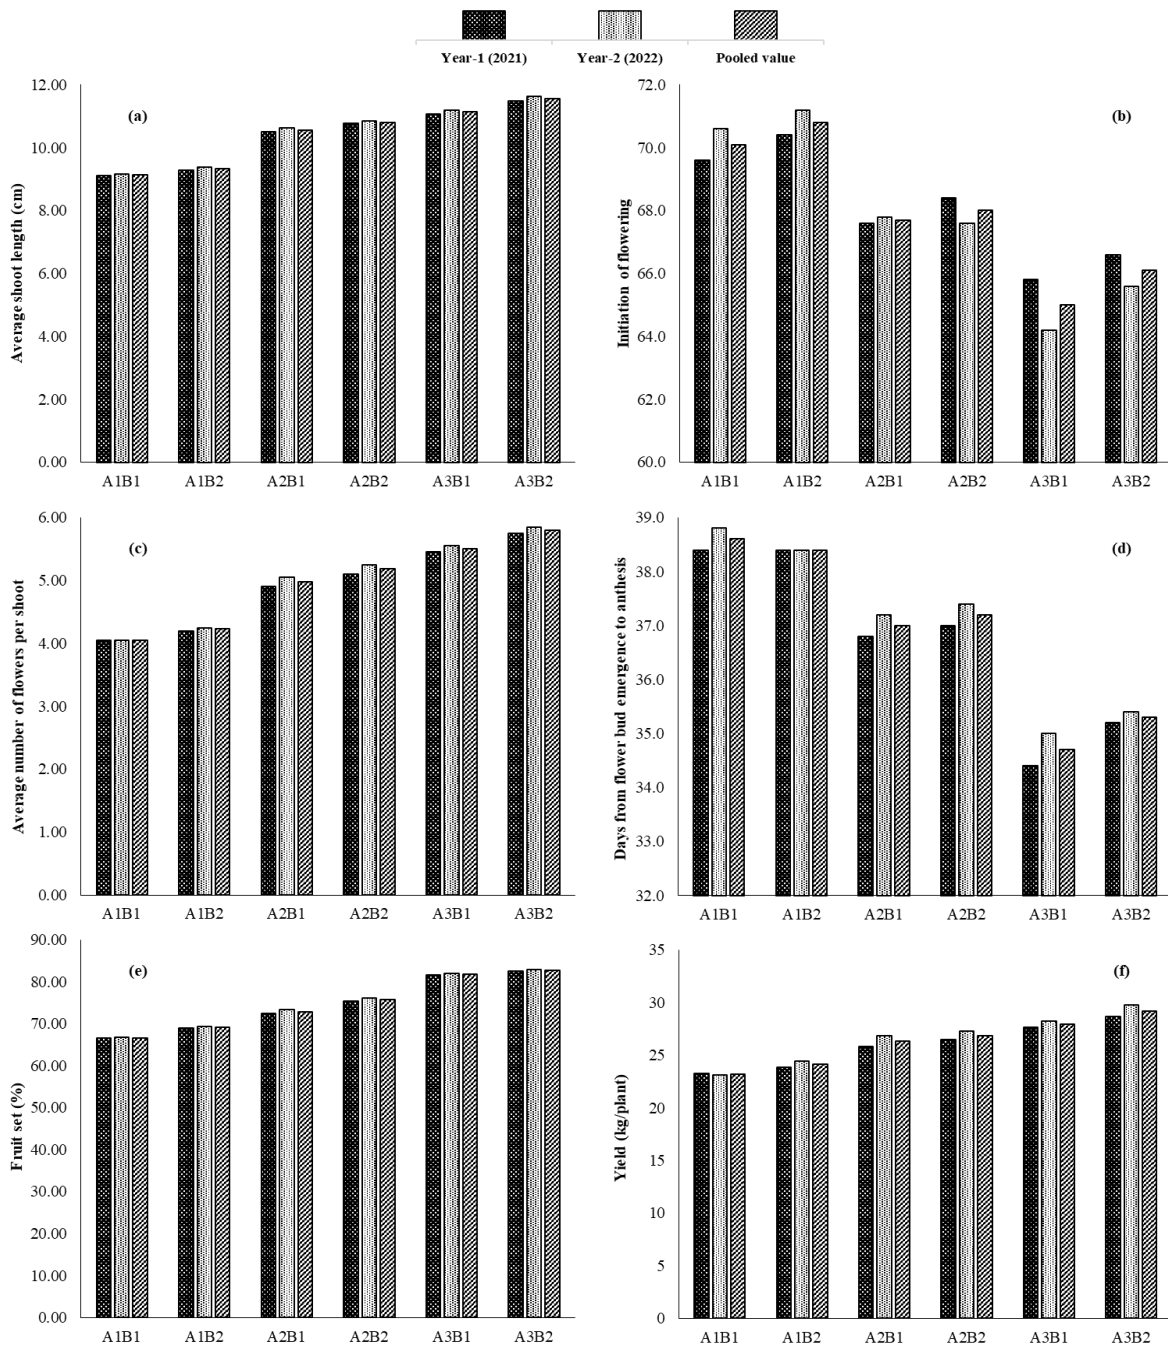 Year-1 (2021) Year-2 (2022) Pooled value
(a)
Average shoot length (cm)
12.00
10.00
8.00
6.00
4.00
2.00
0.00
A1B1 A1B2 A2B1 A2B2 A3B1 A3B2
(b)
Initiation of flowering
72.0
70.0
68.0
66.0
64.0
62.0
60.0
A1B1 A1B2 A2B1 A2B2 A3B1 A3B2
(c)
Average number of flowers per shoot
6.00
5.00
4.00
3.00
2.00
1.00
0.00
A1B1 A1B2 A2B1 A2B2 A3B1 A3B2
(d)
Days from flower bud emergence to anthesis
39.0
38.0
37.0
36.0
35.0
34.0
33.0
32.0
A1B1 A1B2 A2B1 A2B2 A3B1 A3B2
(e)
Fruit set (%)
90.00
80.00
70.00
60.00
50.00
40.00
30.00
20.00
10.00
0.00
A1B1 A1B2 A2B1 A2B2 A3B1 A3B2
(f)
Yield (kg/plant)
35
30
25
20
15
10
5
0
A1B1 A1B2 A2B1 A2B2 A3B1 A3B2